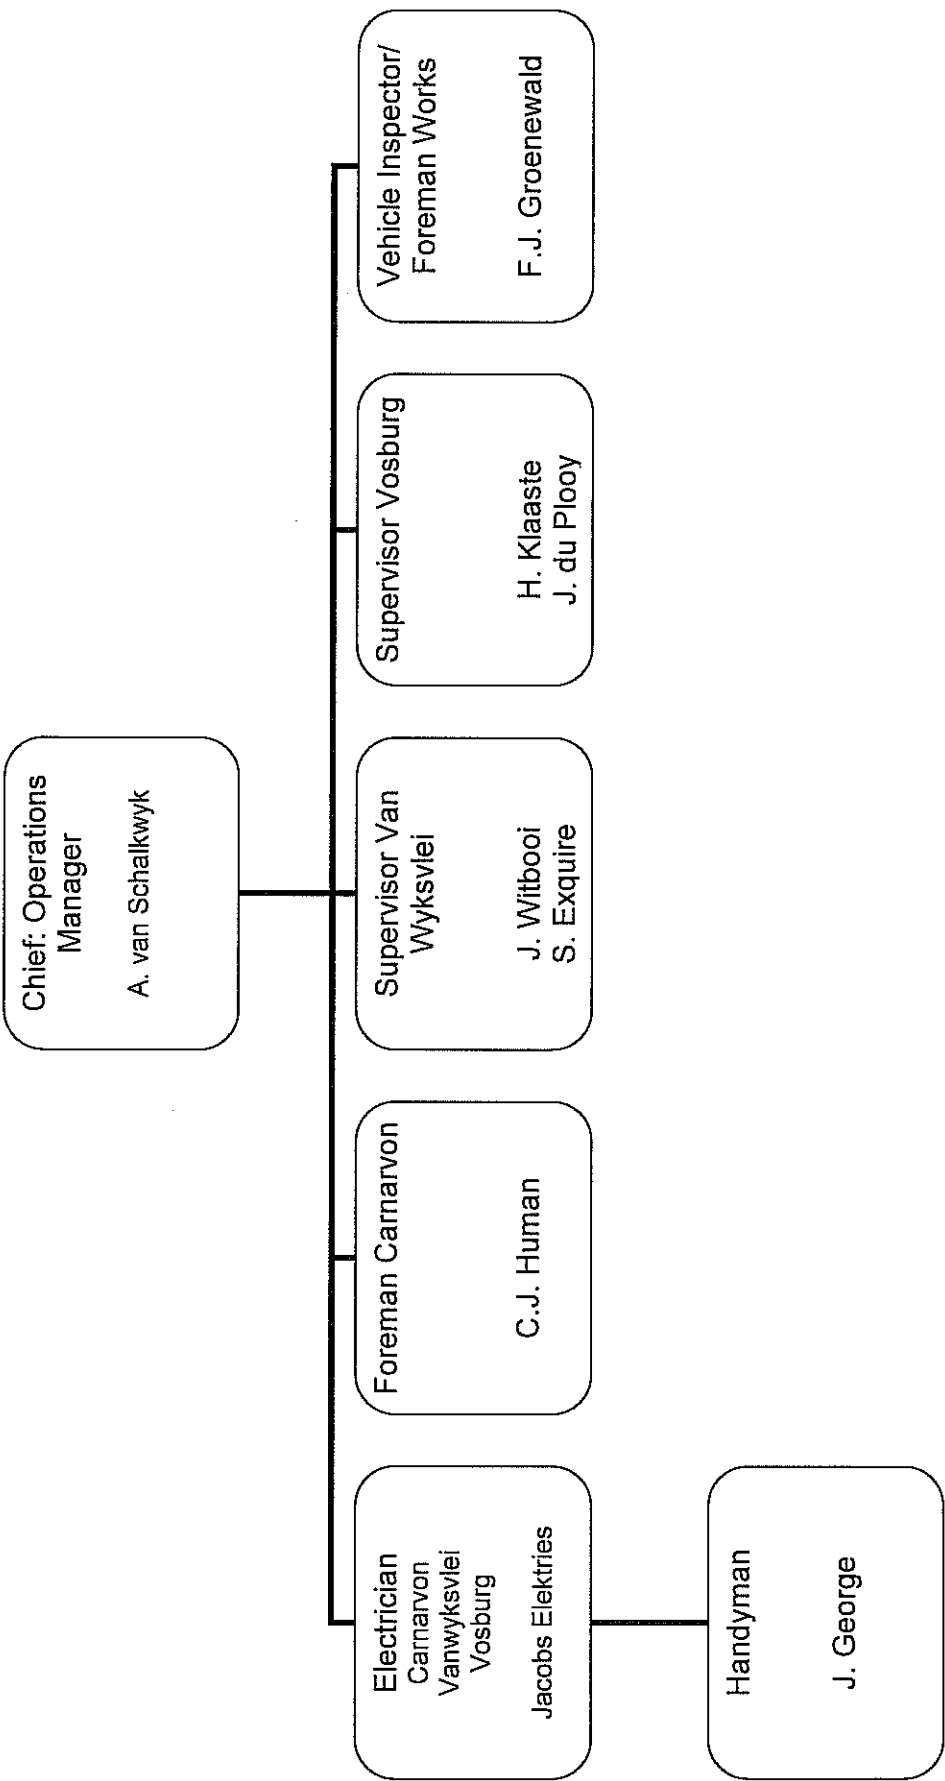 Chief: Operations
Manager
A. van Schalkwyk
Electrician
Carnarvon
Vanwyksvlei
Vosburg
Jacobs Elektries
Foreman Carnarvon
C.J. Human
Supervisor Van
Wyksvlei
J. Witbooi
S. Exquire
Supervisor Vosburg
H. Klaaste
J. du Plooy
Vehicle Inspector/
Foreman Works
F.J. Groenewald
Handyman
J. George